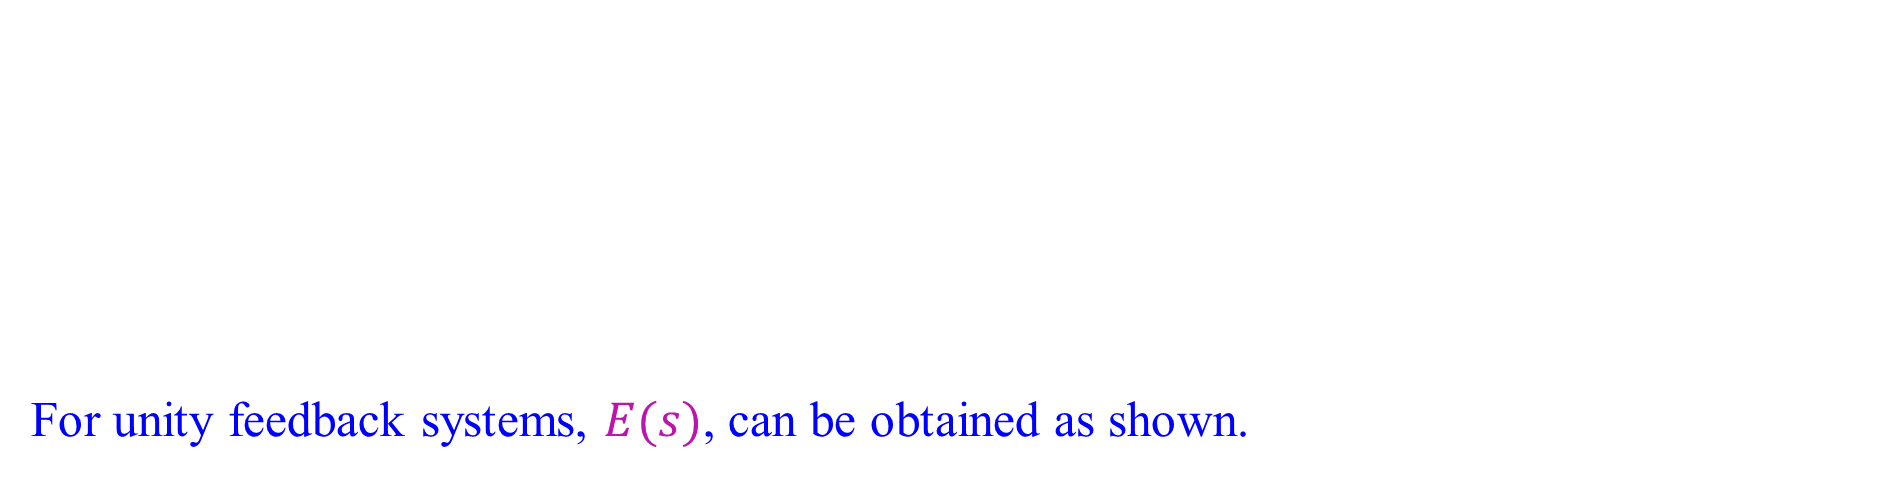 For unity feedback systems, E(s), can be obtained as shown.